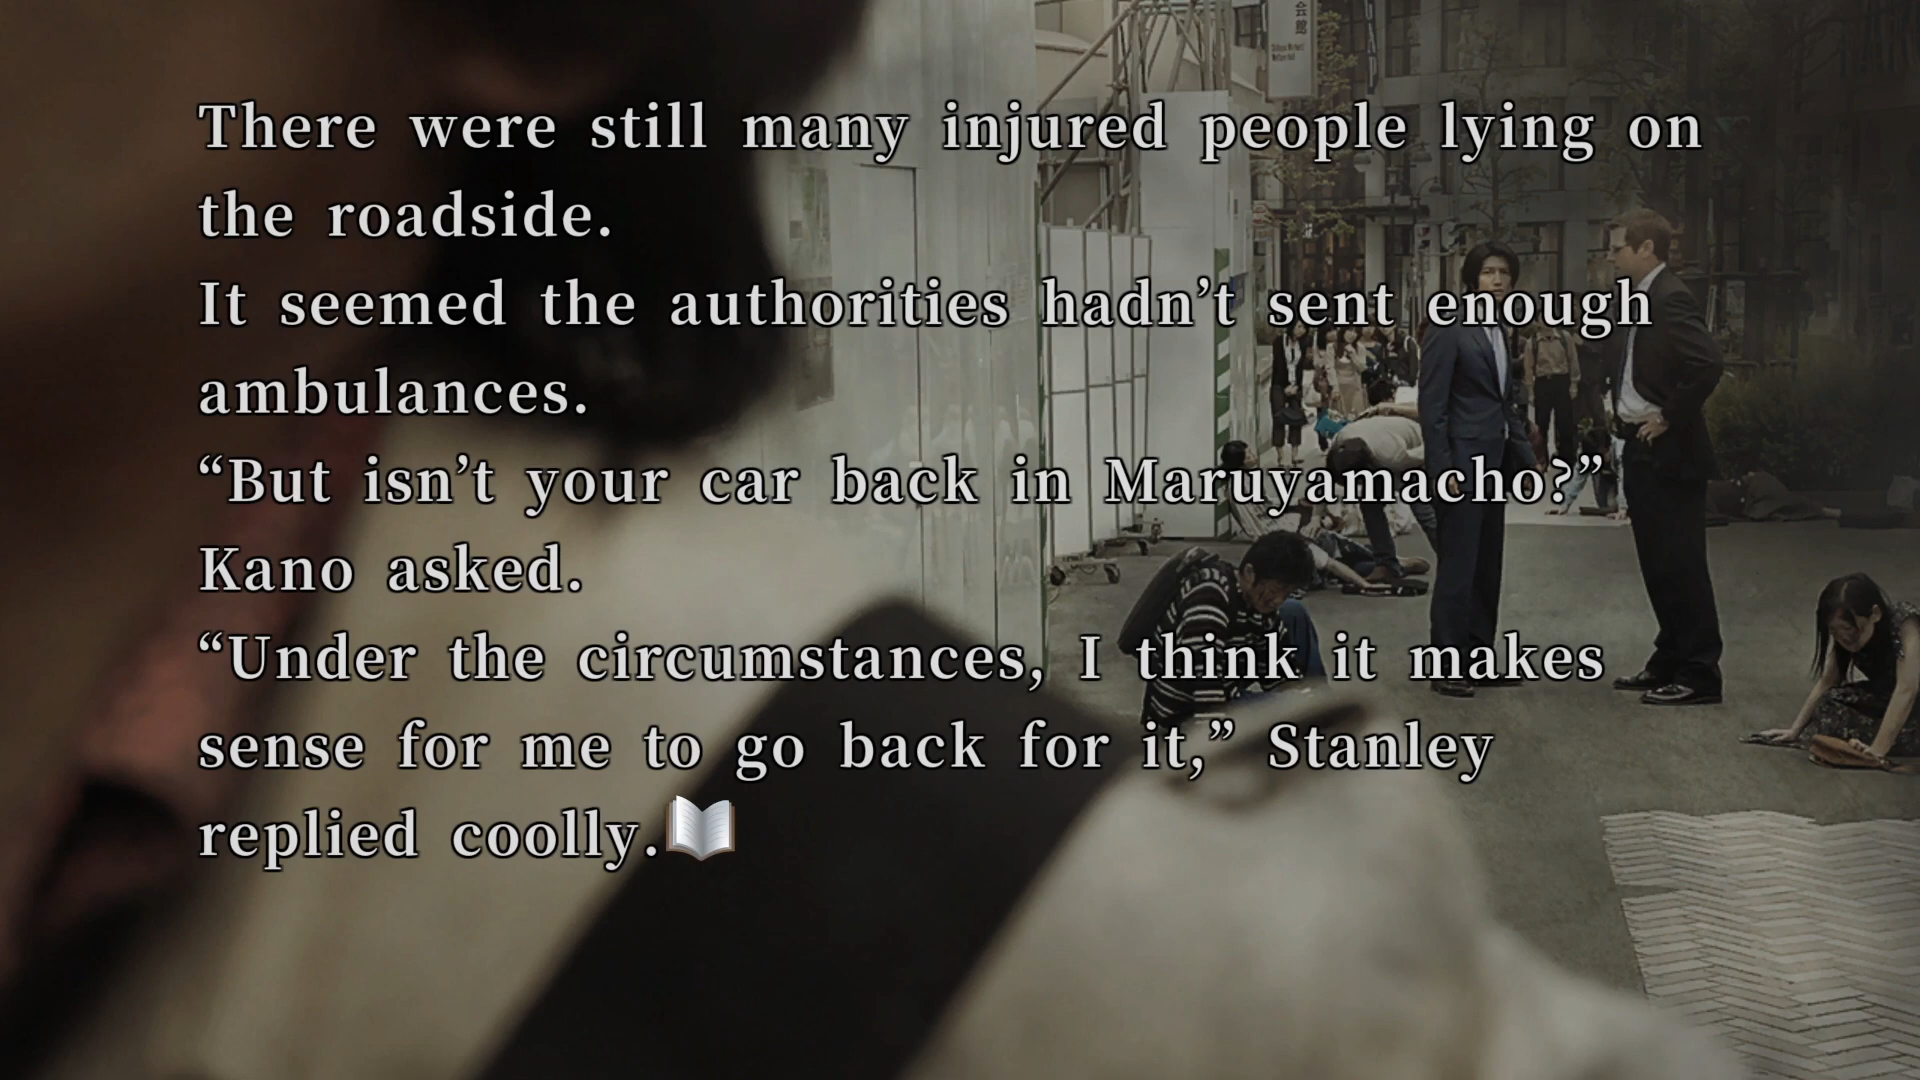 会館
There were still many injured people lying on
the roadside.
It seemed the authorities hadn’t sent enough
ambulances.
“But isn’t your car back in Maruyamacho?”
Kano asked.
“Under the circumstances, I think it makes
sense for me to go back for it,” Stanley
replied coolly.